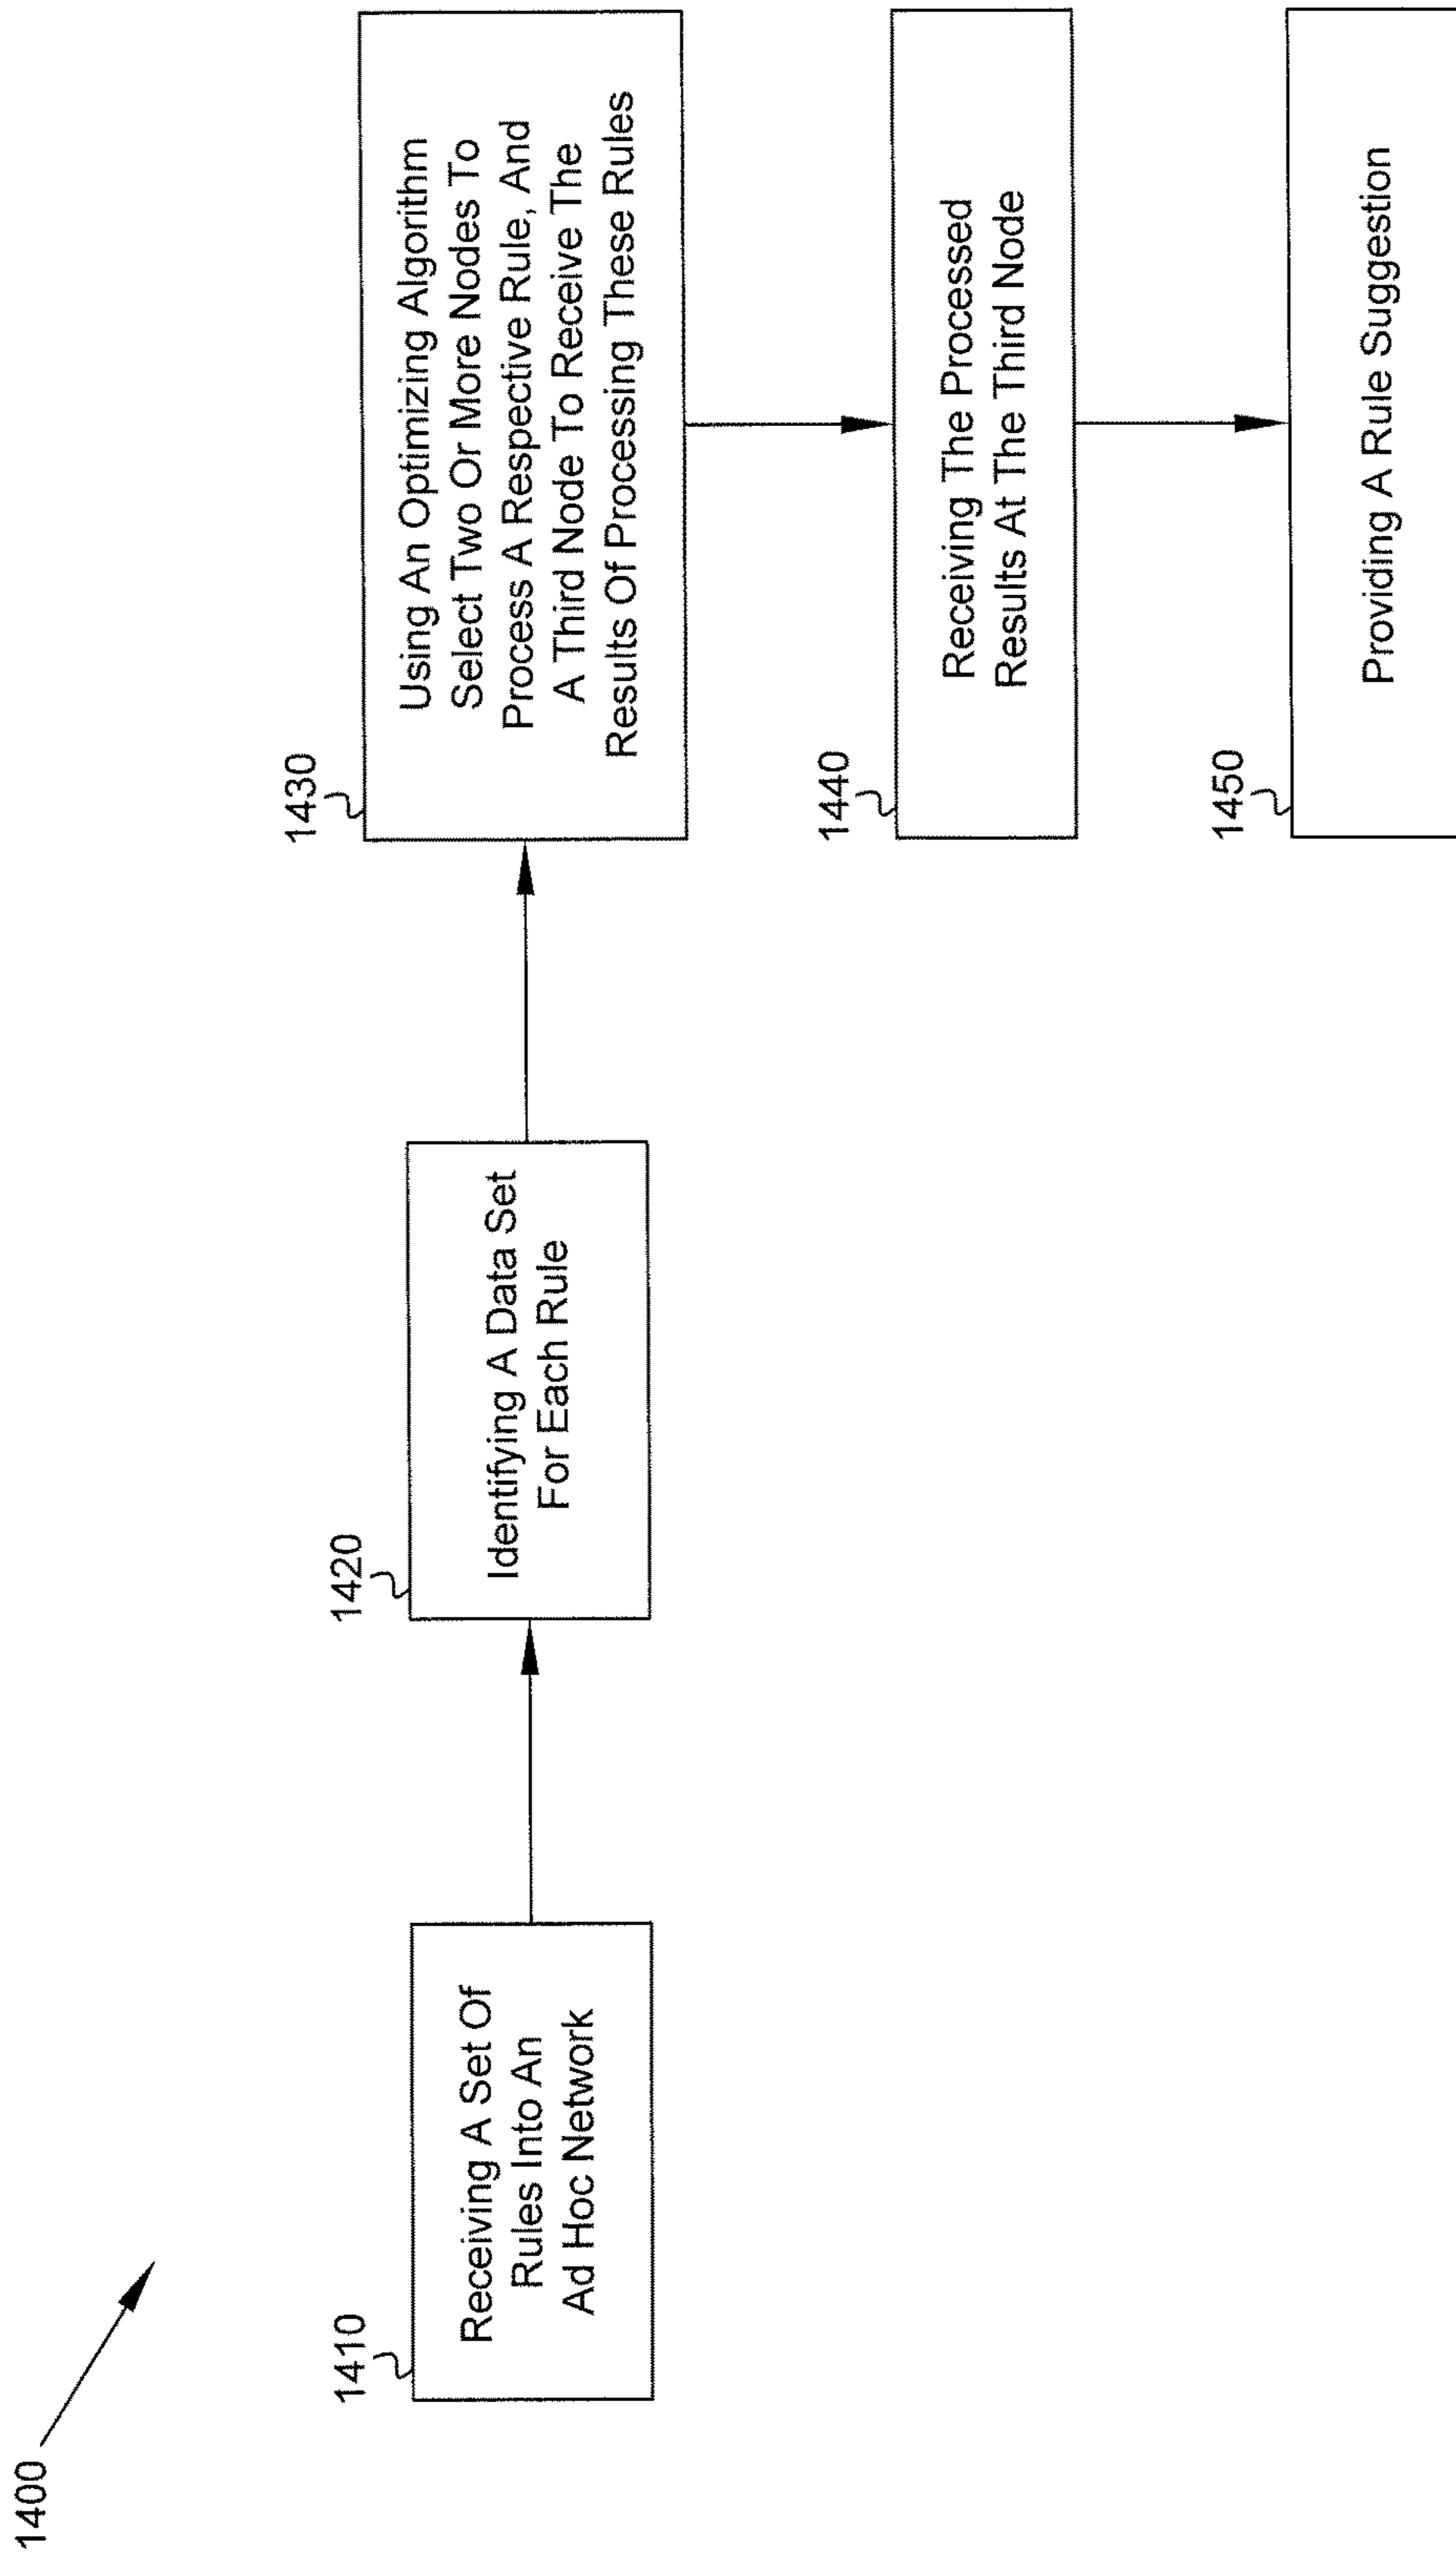 1400
1410
Receiving A Set Of
Rules Into An
Ad Hoc Network
1420
Identifying A Data Set
For Each Rule
1430
Using An Optimizing Algorithm
Select Two Or More Nodes To
Process A Respective Rule, And
A Third Node To Receive The
Results Of Processing These Rules
1440
Receiving The Processed
Results At The Third Node
1450
Providing A Rule Suggestion